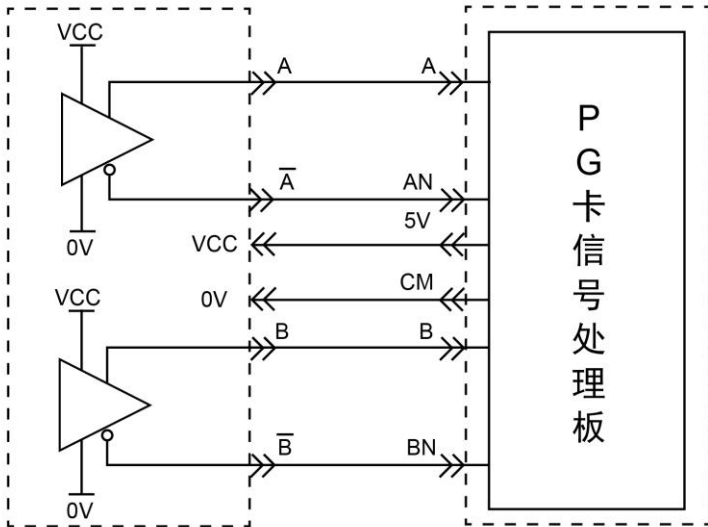 VCC
A A
A̅ AN
0V
5V
VCC
CM
0V
VCC
B B
B̅ BN
0V
P
G
卡
信
号
处
理
板